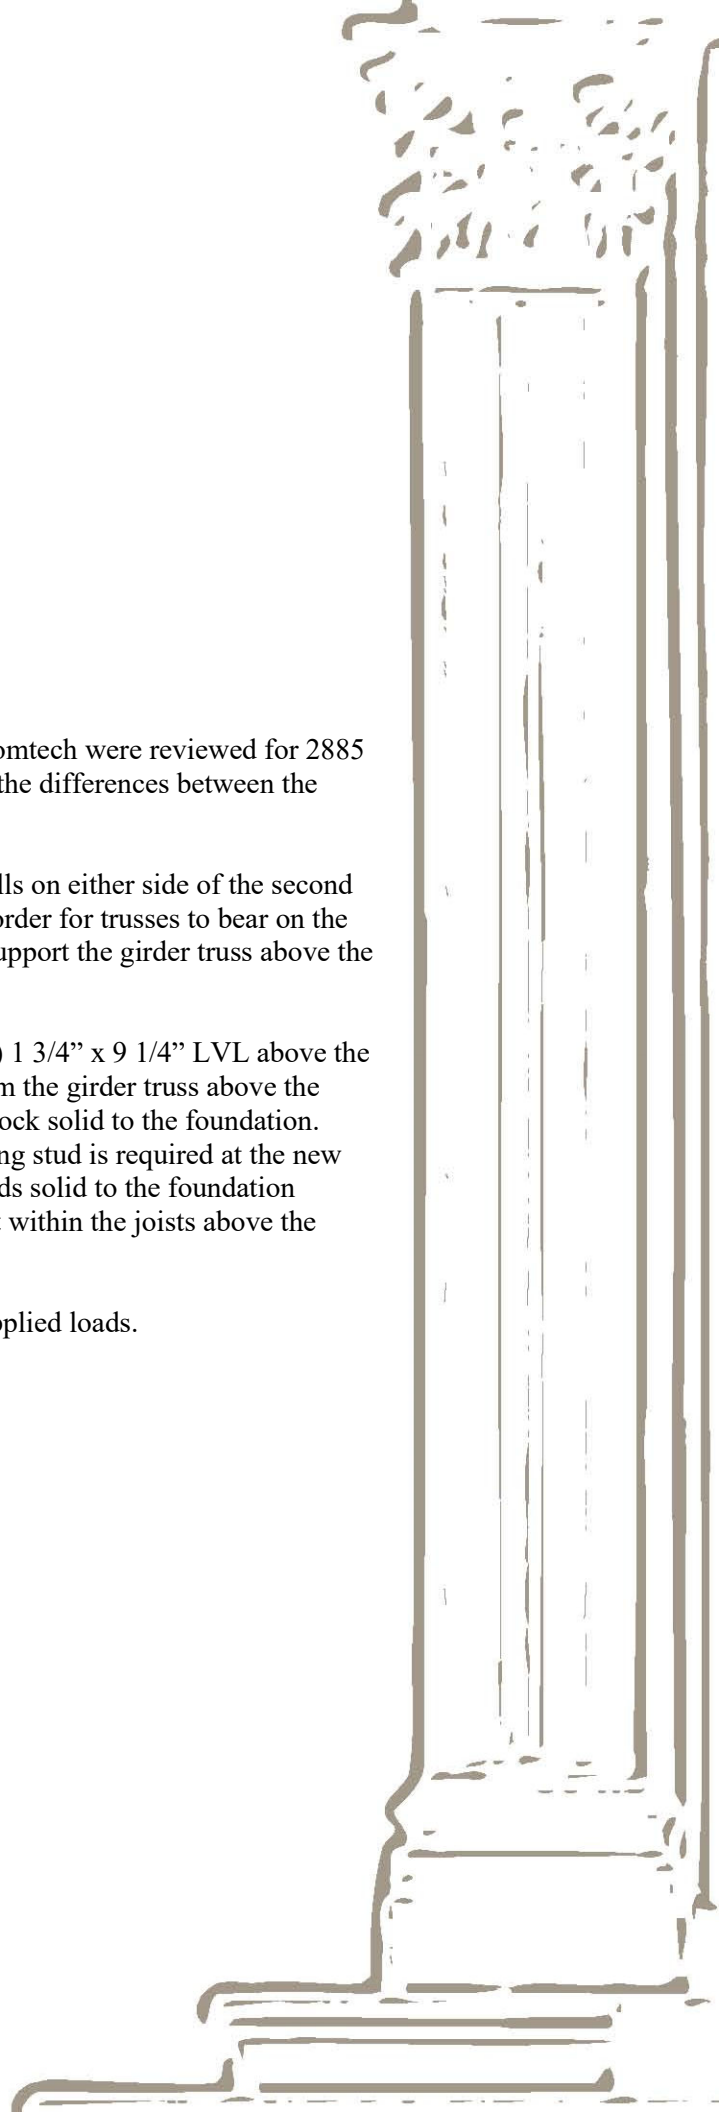 omtech were reviewed for 2885
the differences between the
lls on either side of the second
order for trusses to bear on the
upport the girder truss above the
) 1 3/4” x 9 1/4” LVL above the
m the girder truss above the
ock solid to the foundation.
ng stud is required at the new
ds solid to the foundation
t within the joists above the
plied loads.